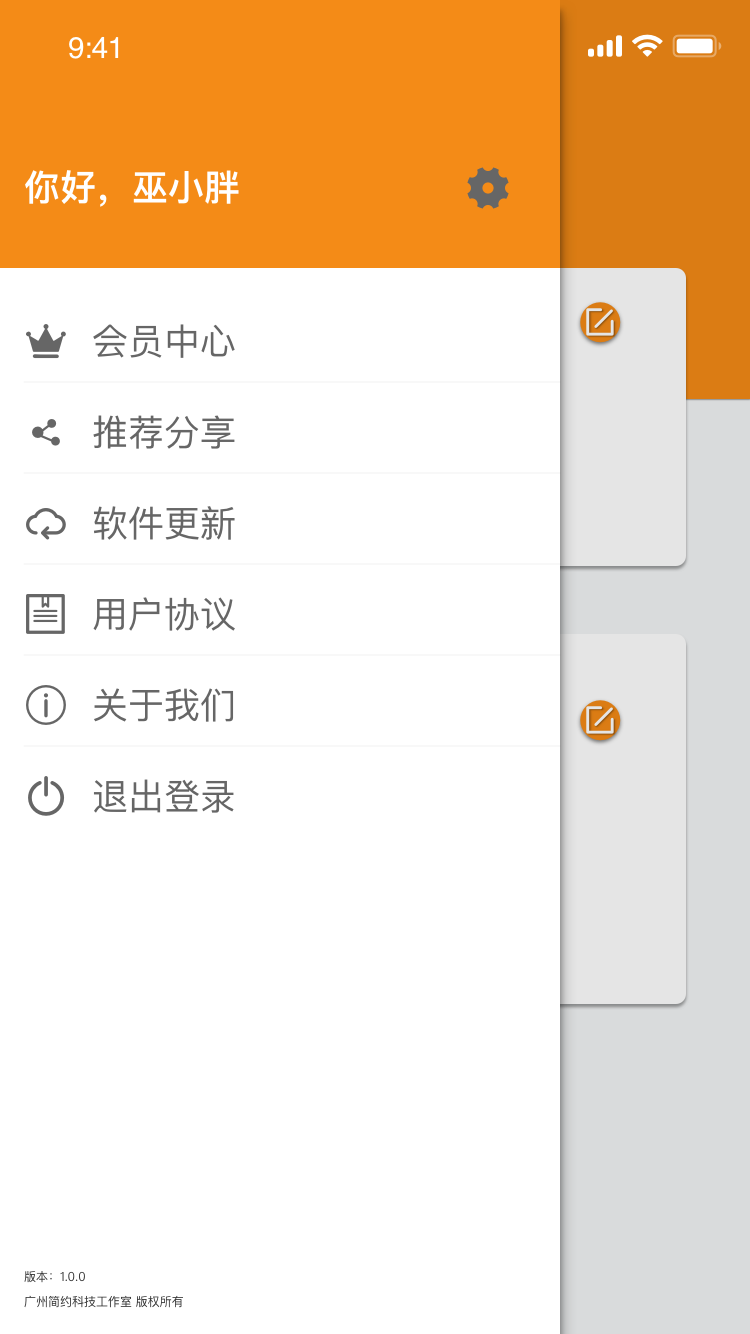 9:41
你好，巫小胖
会员中心
推荐分享
软件更新
用户协议
关于我们
退出登录
版本：1.0.0
广州简约科技工作室 版权所有